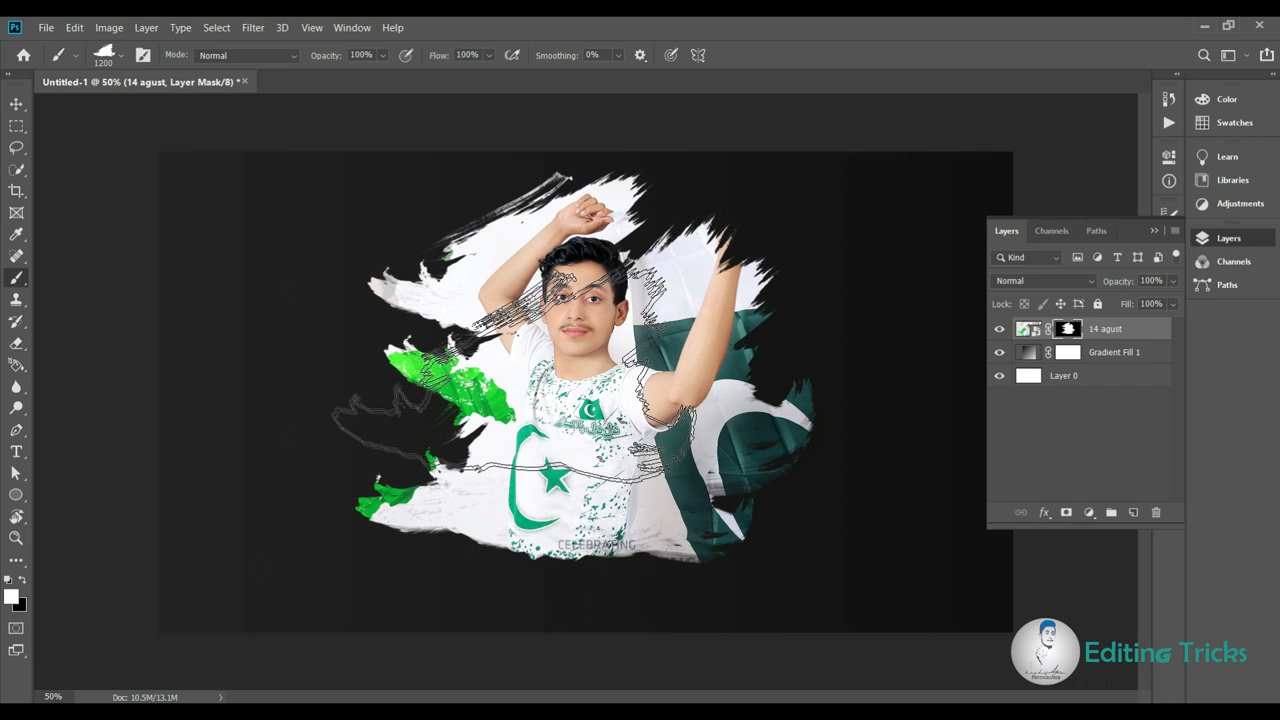 Ps File Edit Image Layer Type Select Filter 3D View Window Help
1200 Mode: Normal Opacity: 100% Flow: 100% Smoothing: 0%
Untitled-1 @ 50% (14 agust, Layer Mask/8) *
Color
Swatches
Learn
Libraries
Adjustments
Layers
Channels
Paths
Layers Channels Paths
Kind
Normal Opacity: 100%
Lock: Fill: 100%
14 agust
Gradient Fill 1
Layer 0
CELEBRATING
Editing Tricks
50% Doc: 10.5M/13.1M